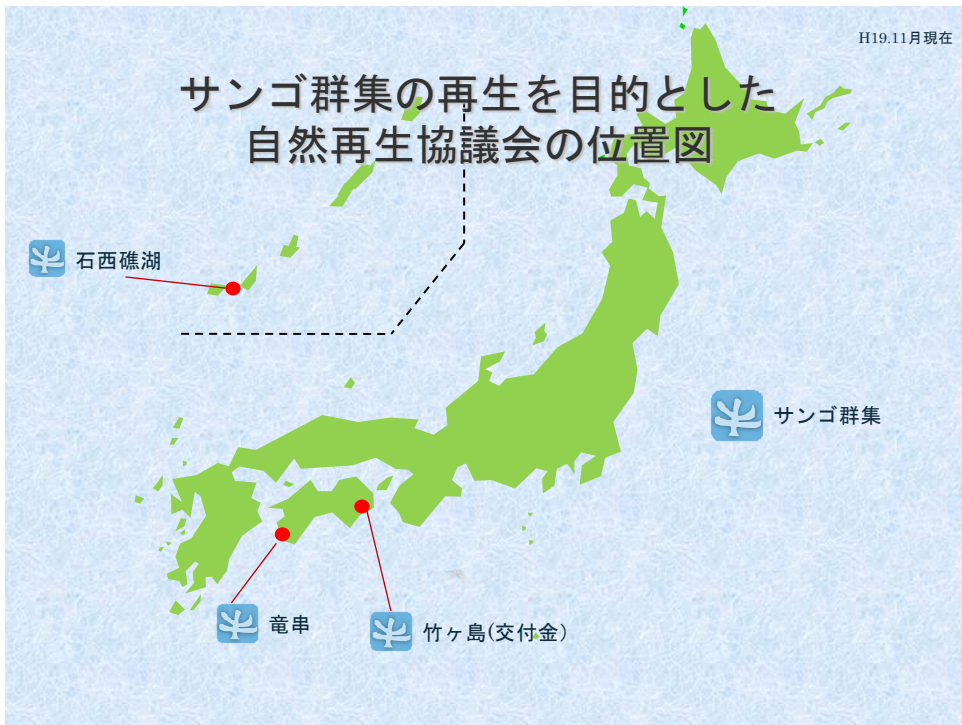 H19.11月現在
サンゴ群集の再生を目的とした
自然再生協議会の位置図
石西礁湖
サンゴ群集
竜串
竹ヶ島(交付金)